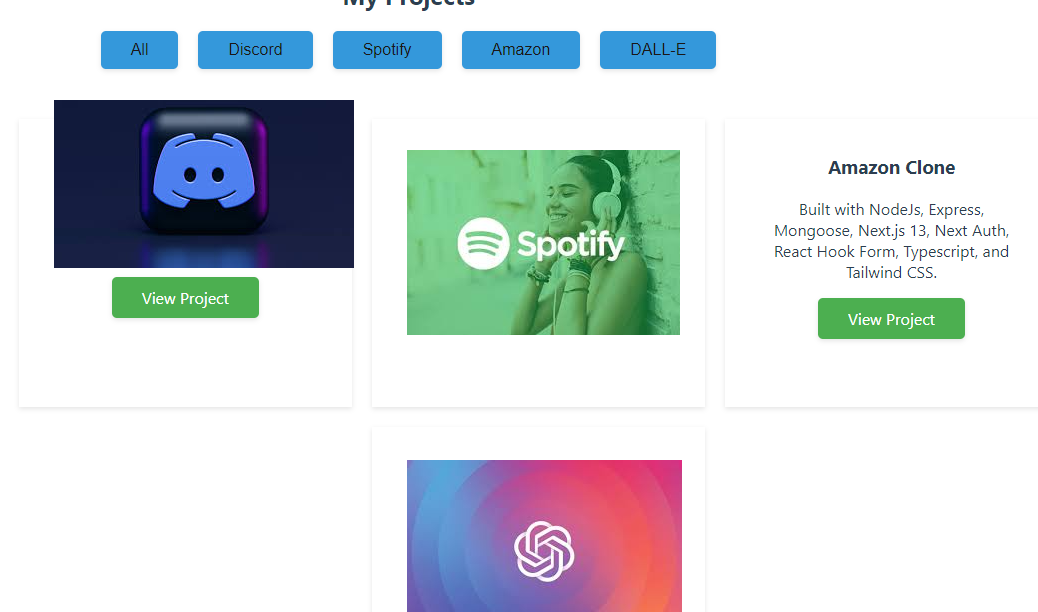 My Projects
All
Discord
Spotify
Amazon
DALL-E
View Project
Spotify
Amazon Clone
Built with NodeJs, Express,
Mongoose, Next.js 13, Next Auth,
React Hook Form, Typescript, and
Tailwind CSS.
View Project